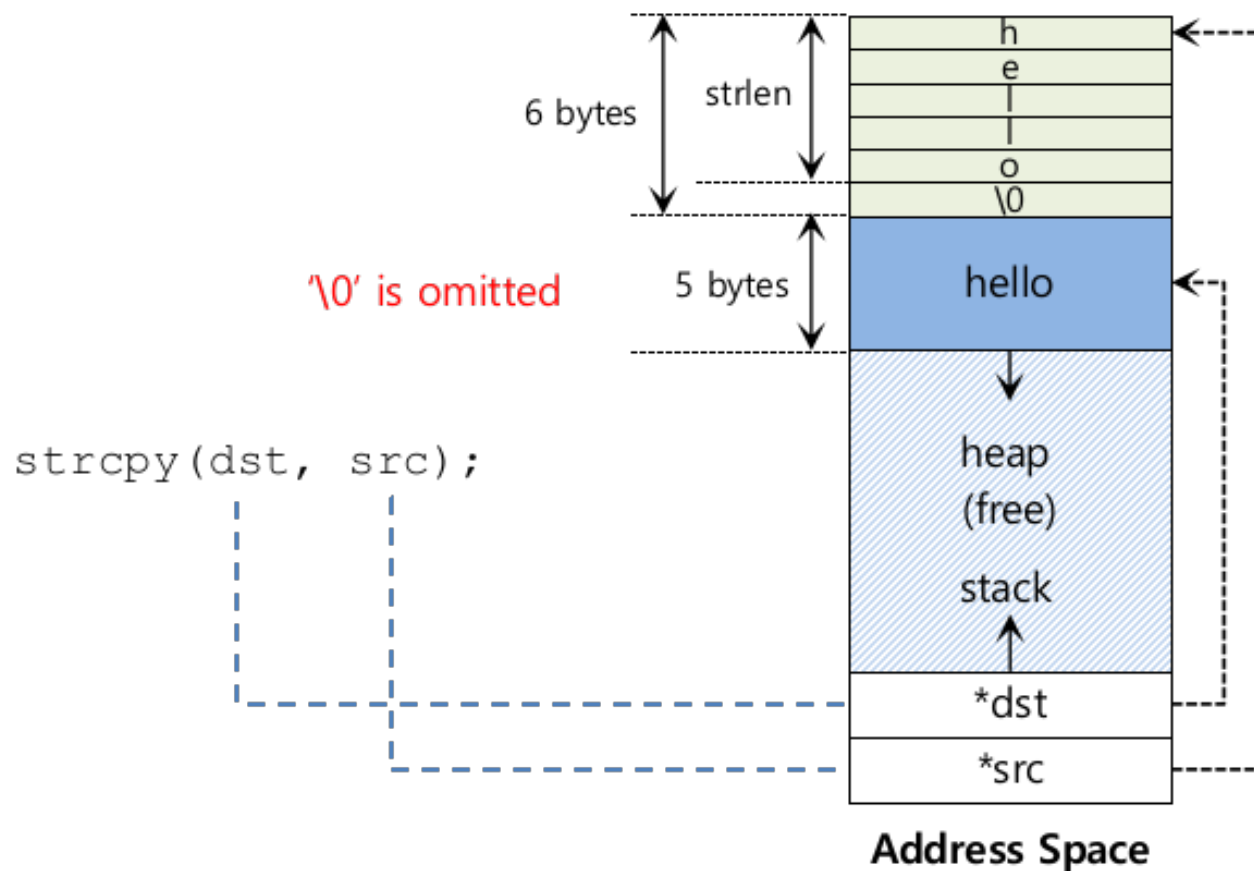 h
e
l
strlen
6 bytes
l
o
\0
'\0' is omitted
5 bytes
hello
strcpy(dst, src);
heap
(free)
stack
*dst
*src
Address Space